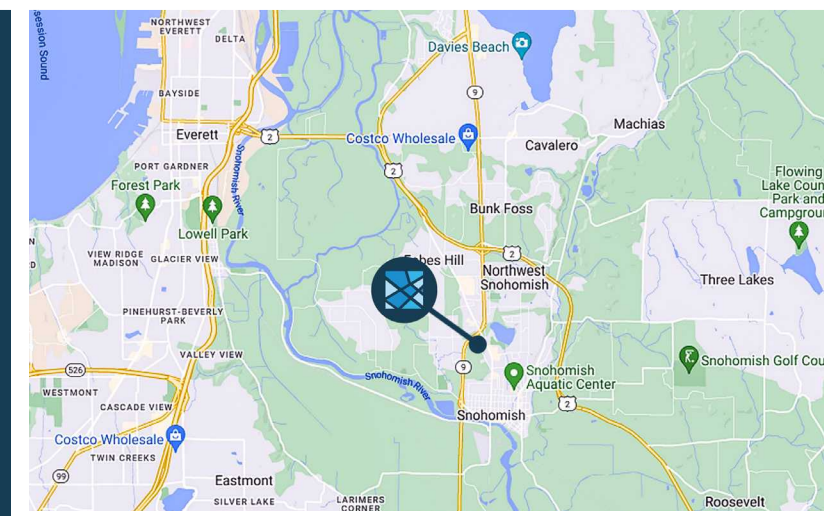 session Sound
NORTHWEST
EVERETT
DELTA
Davies Beach
BAYSIDE
9
Machias
Everett
2
Costco Wholesale
Cavalero
PORT GARDNER
2
Snohomish River
Forest Park
Flowing
Lake Coun
Park and
Campgrou
Lowell Park
Bunk Foss
VIEW RIDGE
MADISON
GLACIER VIEW
2
Hill
Northwest
Snohomish
Three Lakes
PINEHURST-BEVERLY
PARK
VALLEY VIEW
Snohomish Golf Cou
526
9
Snohomish
Aquatic Center
Snohomish River
WESTMONT
CASCADE VIEW
2
Snohomish
Costco Wholesale
TWIN CREEKS
99
Eastmont
SILVER LAKE
LARIMERS
CORNER
Roosevelt